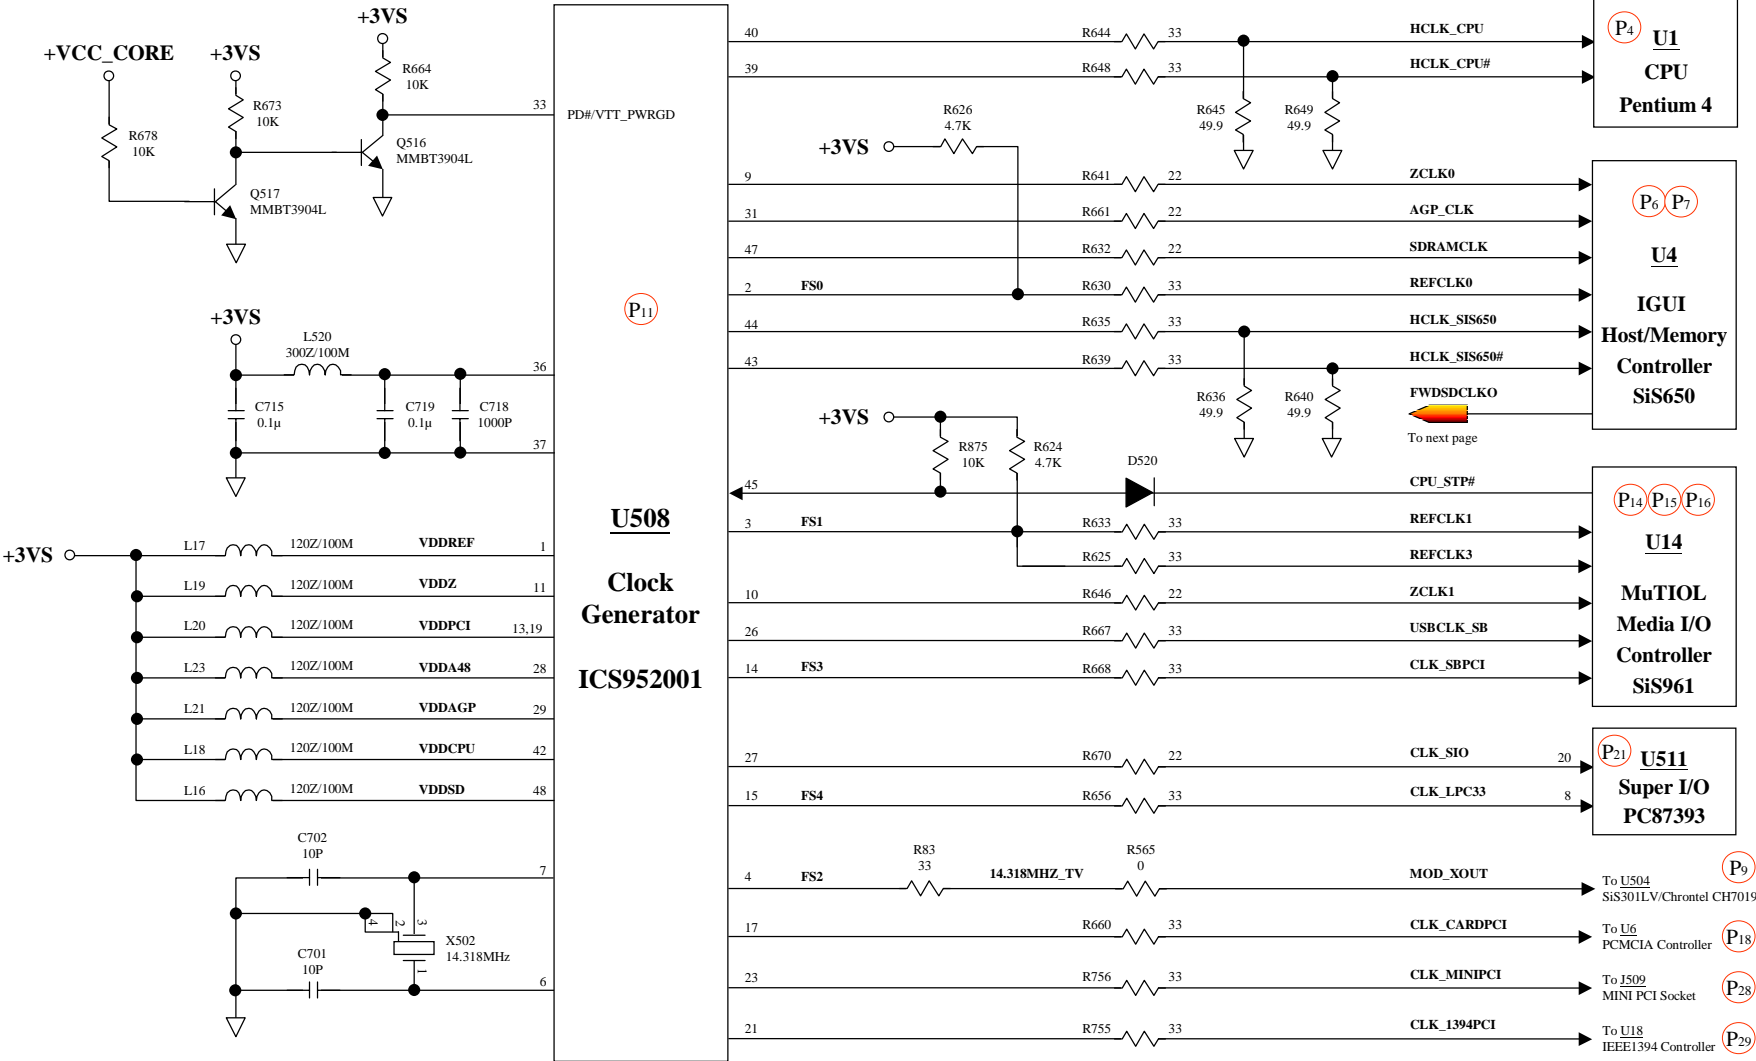 +VCC_CORE
+3VS
+3VS
R678
10K
R673
10K
R664
10K
Q517
MMBT3904L
Q516
MMBT3904L
33
PD#/VTT_PWRGD
+3VS
L520
300Z/100M
36
C715
0.1µ
C719
0.1µ
C718
1000P
37
+3VS
L17 120Z/100M VDDREF 1
L19 120Z/100M VDDZ 11
L20 120Z/100M VDDPCI 13,19
L23 120Z/100M VDDA48 28
L21 120Z/100M VDDAGP 29
L18 120Z/100M VDDCPU 42
L16 120Z/100M VDDSD 48
C702
10P
7
4 2 3
X502
14.318MHz
1
C701
10P
6
P11
U508
Clock
Generator
ICS952001
40 R644 33 HCLK_CPU
39 R648 33 HCLK_CPU#
R645
49.9
R649
49.9
R626
4.7K
+3VS
9 R641 22 ZCLK0
31 R661 22 AGP_CLK
47 R632 22 SDRAMCLK
2 FS0 R630 33 REFCLK0
44 R635 33 HCLK_SIS650
43 R639 33 HCLK_SIS650#
R636
49.9
R640
49.9
FWDSDCLKO
To next page
+3VS
R875
10K
R624
4.7K
D520
45 CPU_STP#
3 FS1 R633 33 REFCLK1
R625 33 REFCLK3
10 R646 22 ZCLK1
26 R667 33 USBCLK_SB
14 FS3 R668 33 CLK_SBPCI
27 R670 22 CLK_SIO 20
15 FS4 R656 33 CLK_LPC33 8
R83
33
R565
0
4 FS2 14.318MHZ_TV MOD_XOUT
17 R660 33 CLK_CARDPCI
23 R756 33 CLK_MINIPCI
21 R755 33 CLK_1394PCI
P4
U1
CPU
Pentium 4
P6 P7
U4
IGUI
Host/Memory
Controller
SiS650
P14 P15 P16
U14
MuTIOL
Media I/O
Controller
SiS961
P21
U511
Super I/O
PC87393
P9
To U504
SiS301LV/Chrontel CH7019
To U6
PCMCIA Controller
P18
To J509
MINI PCI Socket
P28
To U18
IEEE1394 Controller
P29